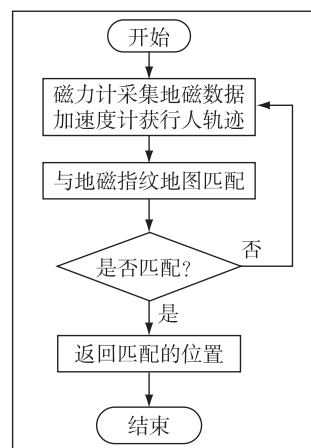 开始
磁力计采集地磁数据
加速度计获行人轨迹
与地磁指纹地图匹配
否
是否匹配?
是
返回匹配的位置
结束